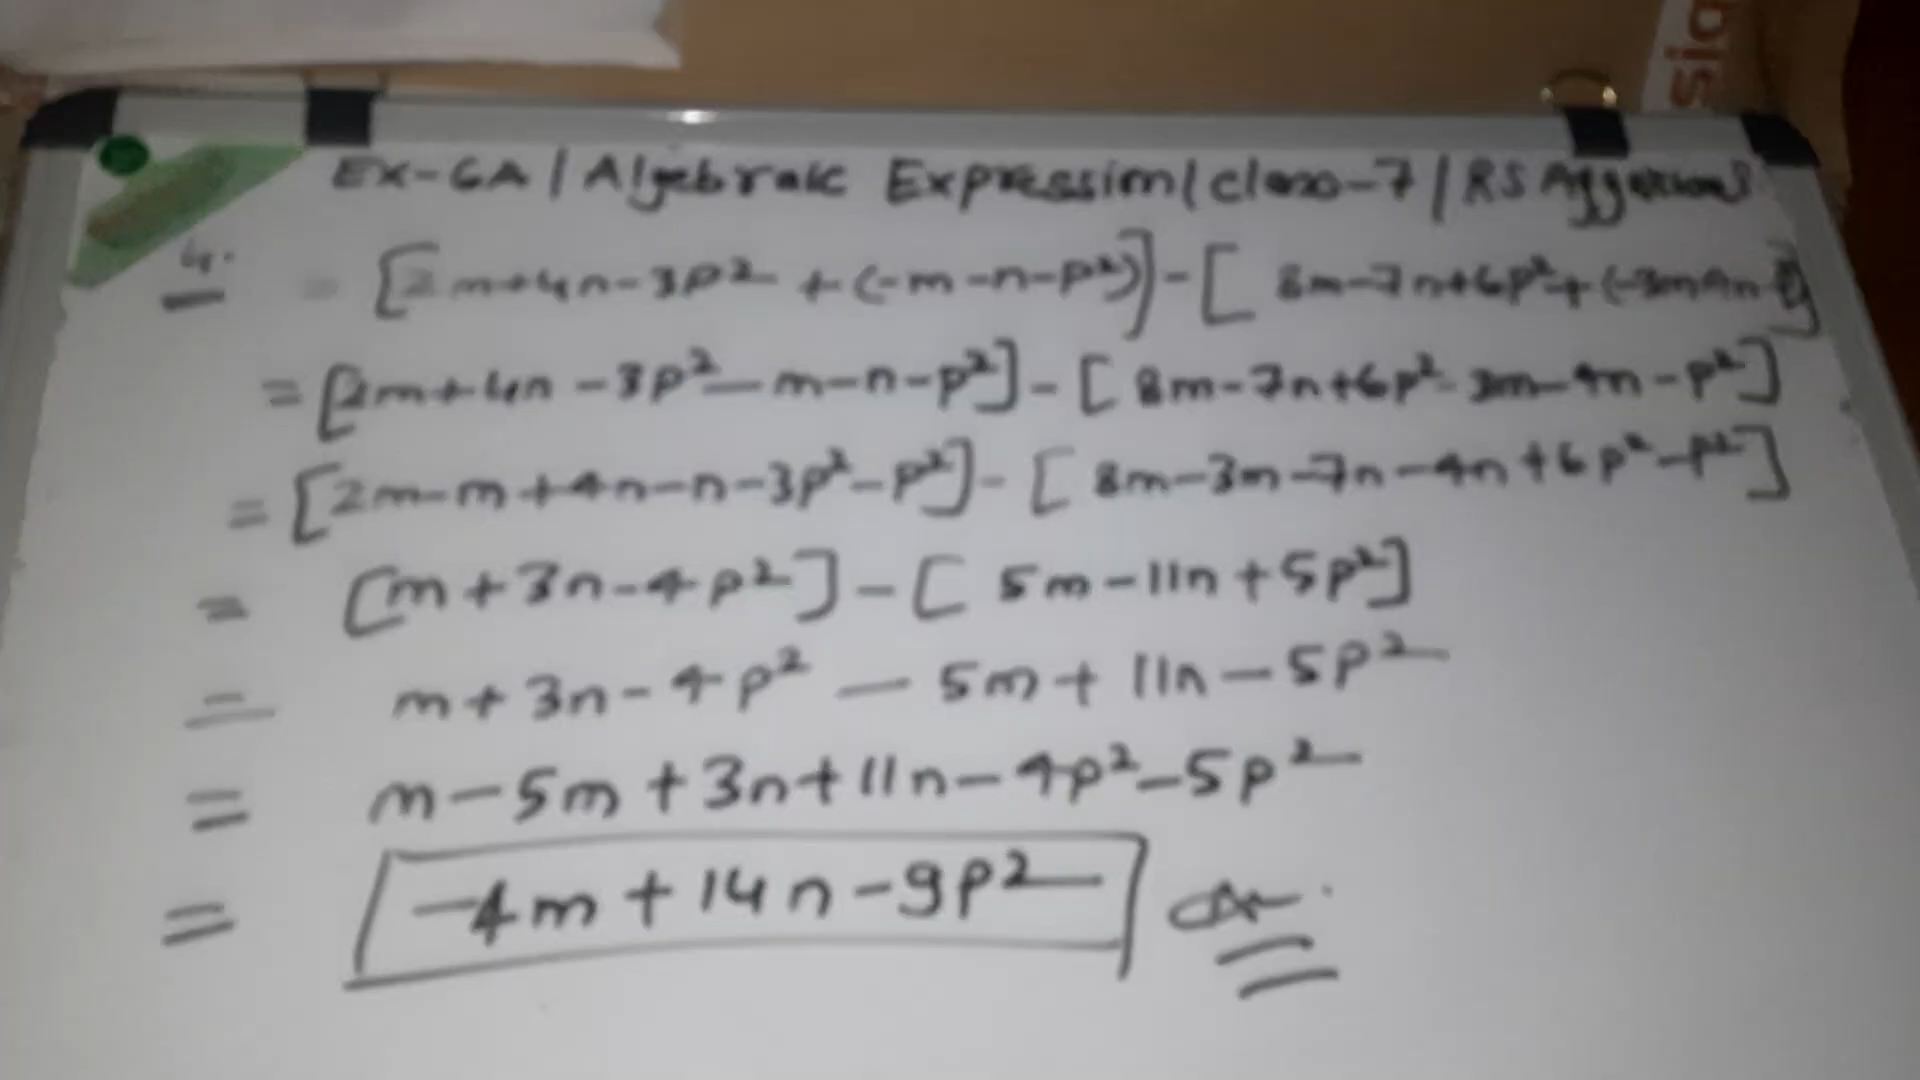 sia
Ex-6A | Algebraic Expression | class-7 | RS Aggarwal
4. = [2m+4n-3p² + (-m-n-p²)] - [ 8m-7n+6p²+(-3m-4n-p²)]
= [2m+4n-3p²-m-n-p²] - [ 8m-7n+6p²-3m-4n-p²]
= [2m-m+4n-n-3p²-p²] - [ 8m-3m-7n-4n+6p²-p²]
= [m+3n-4p²] - [ 5m-11n+5p²]
= m+3n-4p² - 5m+11n-5p²
= m-5m+3n+11n-4p²-5p²
= -4m+14n-9p²